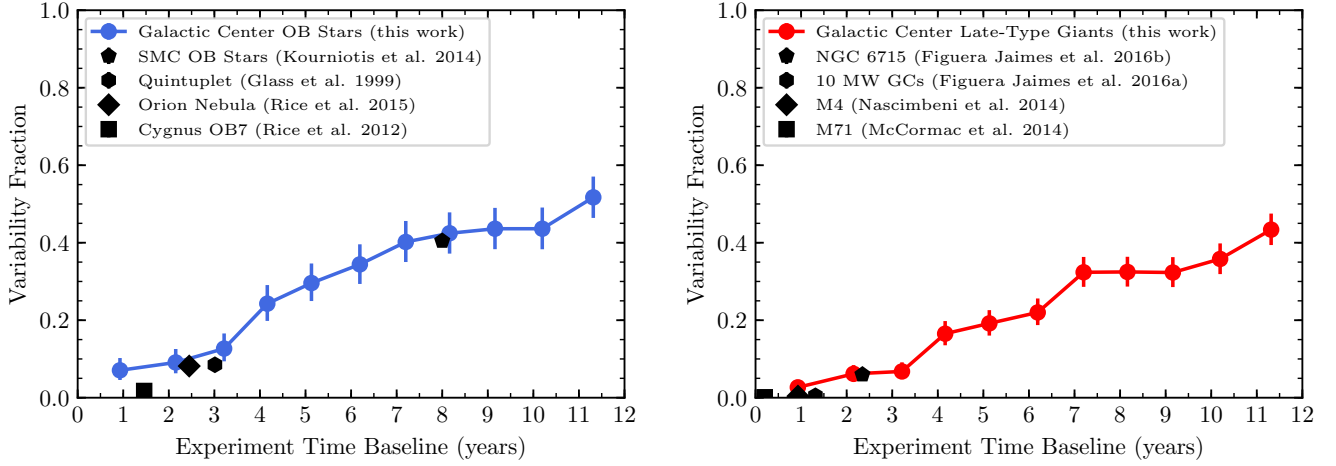 1.0
0.8
0.6
0.4
0.2
0.0
Variability Fraction
Galactic Center OB Stars (this work)
SMC OB Stars (Kourniotis et al. 2014)
Quintuplet (Glass et al. 1999)
Orion Nebula (Rice et al. 2015)
Cygnus OB7 (Rice et al. 2012)
0 1 2 3 4 5 6 7 8 9 10 11 12
Experiment Time Baseline (years)
1.0
0.8
0.6
0.4
0.2
0.0
Variability Fraction
Galactic Center Late-Type Giants (this work)
NGC 6715 (Figuera Jaimes et al. 2016b)
10 MW GCs (Figuera Jaimes et al. 2016a)
M4 (Nascimbeni et al. 2014)
M71 (McCormac et al. 2014)
0 1 2 3 4 5 6 7 8 9 10 11 12
Experiment Time Baseline (years)